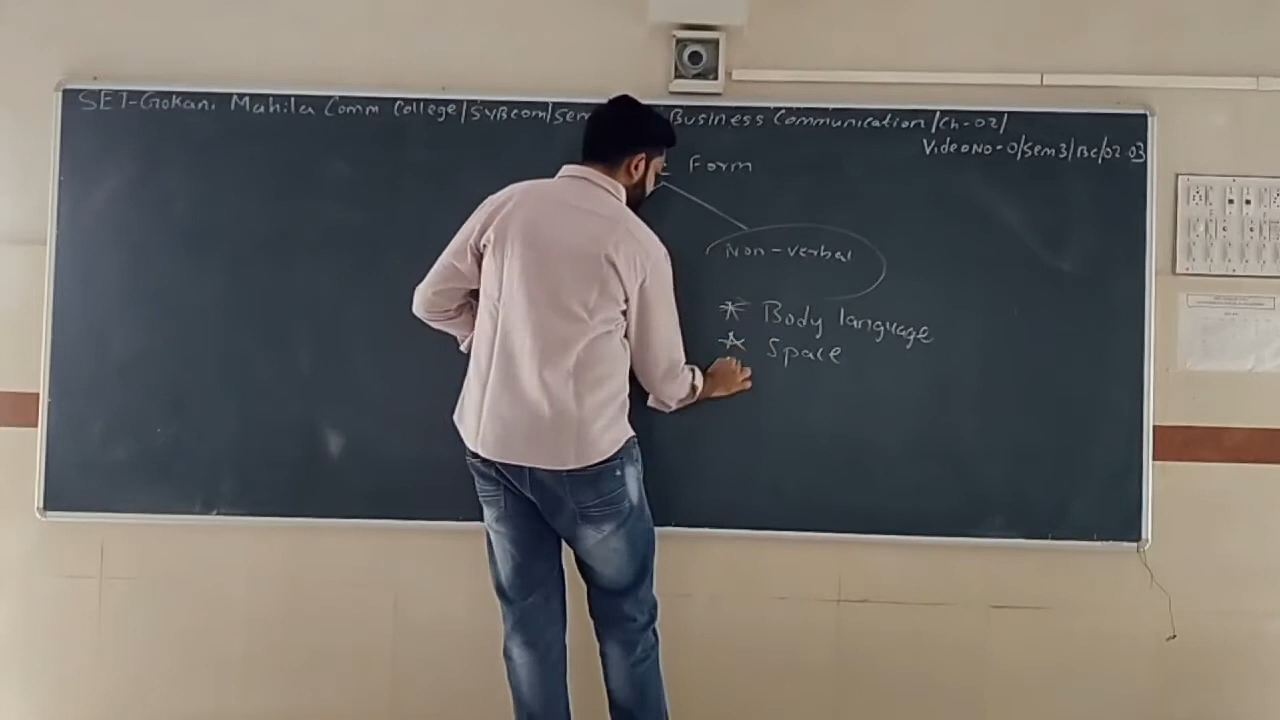 SET-Gokani Mahila Comm College/SYBcom/Sem Business Communication/Ch-02/
Video No-0/Sem3/BC/02.03
Form
Non-verbal
* Body language
* Space